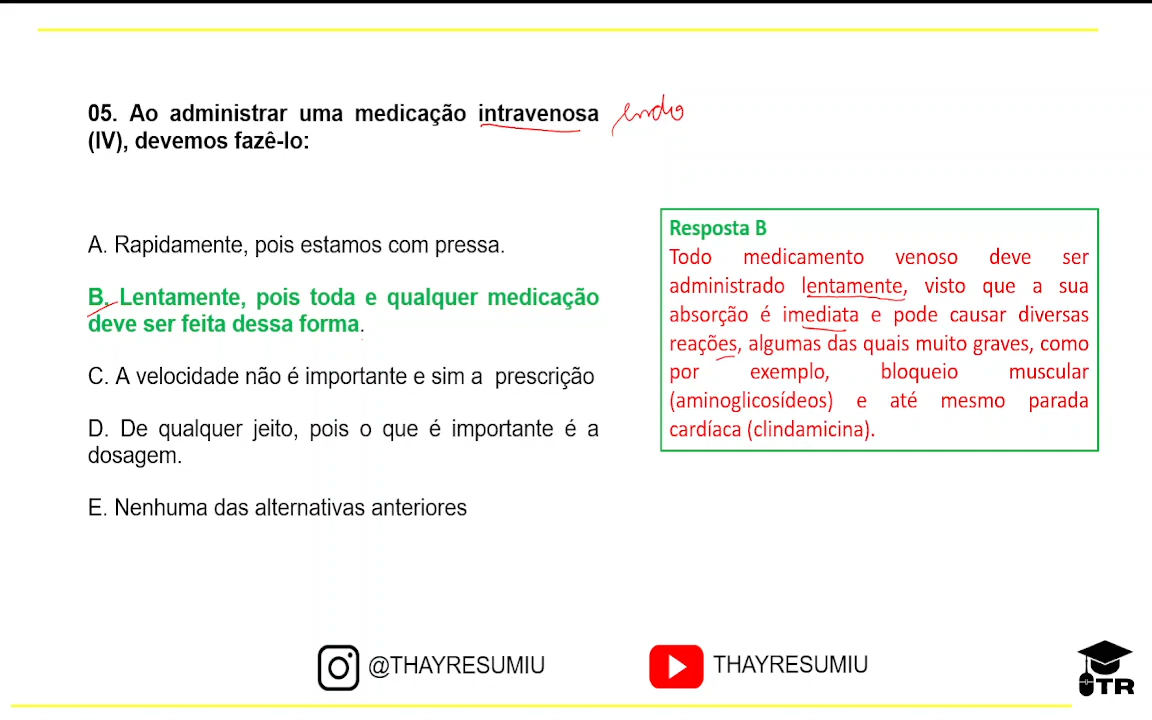 05. Ao administrar uma medicação intravenosa endo
(IV), devemos fazê-lo:
A. Rapidamente, pois estamos com pressa.
B. Lentamente, pois toda e qualquer medicação
deve ser feita dessa forma.
C. A velocidade não é importante e sim a prescrição
D. De qualquer jeito, pois o que é importante é a
dosagem.
E. Nenhuma das alternativas anteriores
Resposta B
Todo medicamento venoso deve ser
administrado lentamente, visto que a sua
absorção é imediata e pode causar diversas
reações, algumas das quais muito graves, como
por exemplo, bloqueio muscular
(aminoglicosídeos) e até mesmo parada
cardíaca (clindamicina).
@THAYRESUMIU
THAYRESUMIU
TR